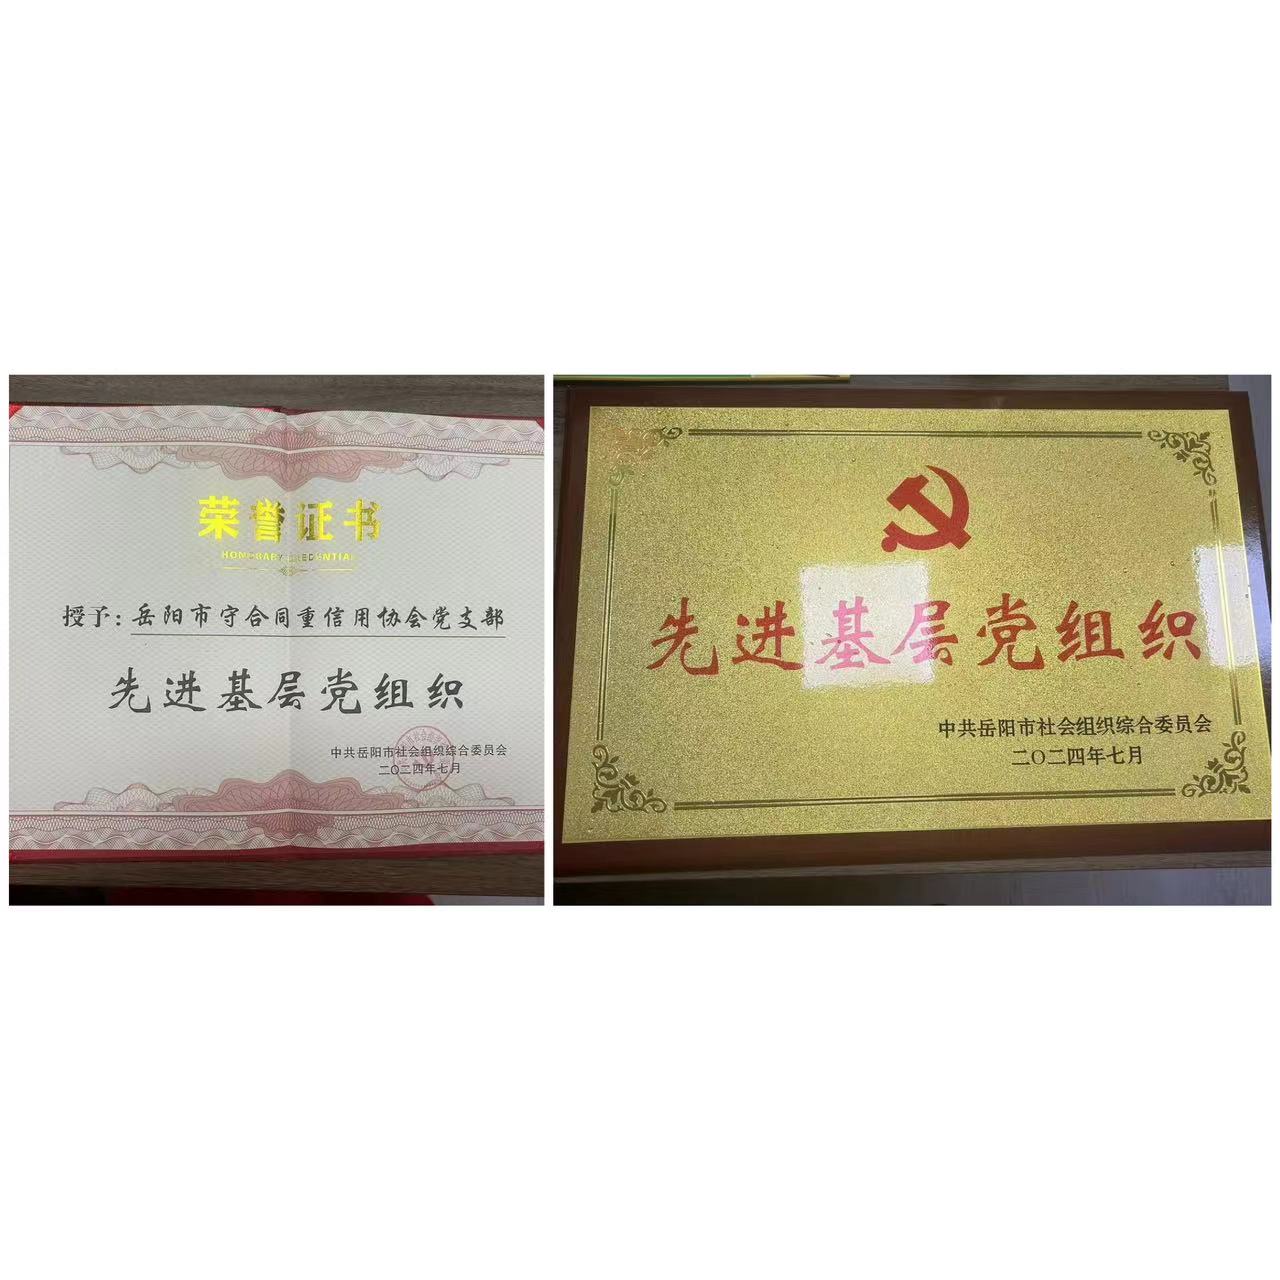 荣誉证书
HONORARY CREDENTIAL
授予：岳阳市守合同重信用协会党支部
先进基层党组织
中共岳阳市社会组织综合委员会
二〇二四年七月
先进基层党组织
中共岳阳市社会组织综合委员会
二〇二四年七月